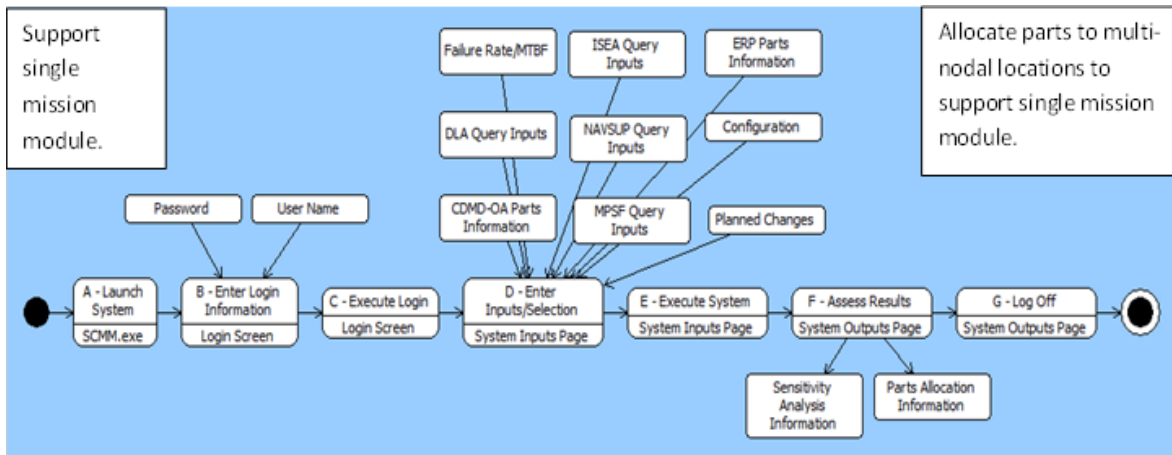 Support
single
mission
module.
Failure Rate/MTBF
ISEA Query
Inputs
ERP Parts
Information
Allocate parts to multi-
nodal locations to
support single mission
module.
DLA Query Inputs
NAVSUP Query
Inputs
Configuration
Password
User Name
CDMD-OA Parts
Information
MPSF Query
Inputs
Planned Changes
A - Launch
System
SCMM.exe
B - Enter Login
Information
Login Screen
C - Execute Login
Login Screen
D - Enter
Inputs/Selection
System Inputs Page
E - Execute System
System Inputs Page
F - Assess Results
System Outputs Page
G - Log Off
System Outputs Page
Sensitivity
Analysis
Information
Parts Allocation
Information